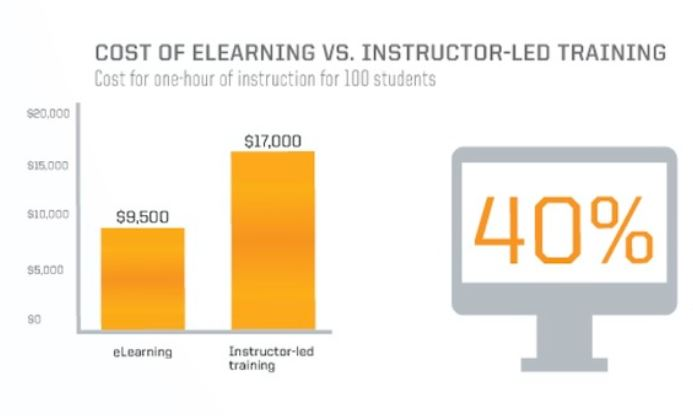 COST OF ELEARNING VS. INSTRUCTOR-LED TRAINING
Cost for one-hour of instruction for 100 students
$20,000
$15,000
$10,000
$5,000
$0
$9,500
$17,000
eLearning
Instructor-led
training
40%